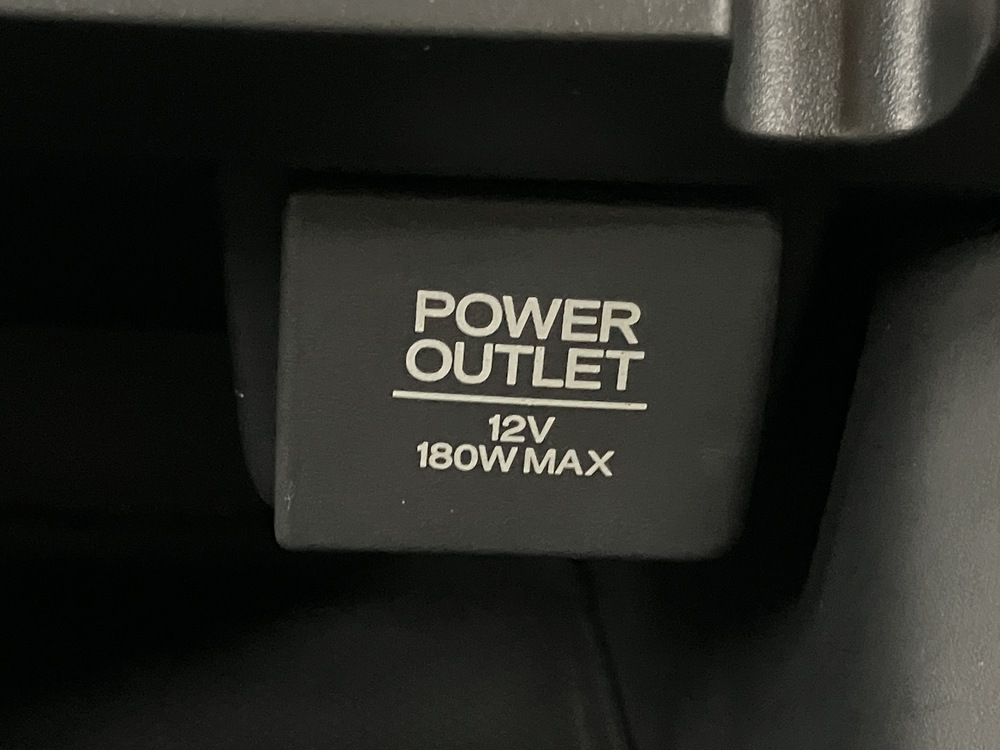 POWER
OUTLET
12V
180W MAX